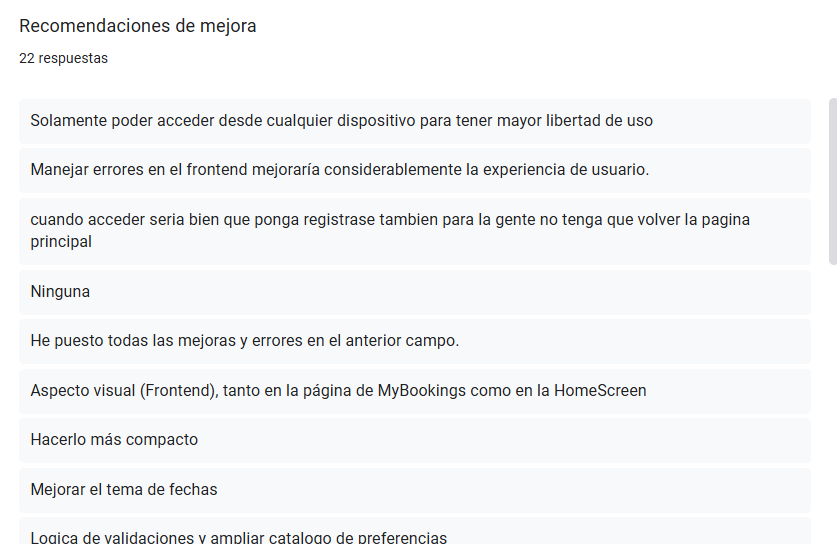 Recomendaciones de mejora
22 respuestas
Solamente poder acceder desde cualquier dispositivo para tener mayor libertad de uso
Manejar errores en el frontend mejoraría considerablemente la experiencia de usuario.
cuando acceder seria bien que ponga registrase tambien para la gente no tenga que volver la pagina
principal
Ninguna
He puesto todas las mejoras y errores en el anterior campo.
Aspecto visual (Frontend), tanto en la página de MyBookings como en la HomeScreen
Hacerlo más compacto
Mejorar el tema de fechas
Logica de validaciones y ampliar catalogo de preferencias